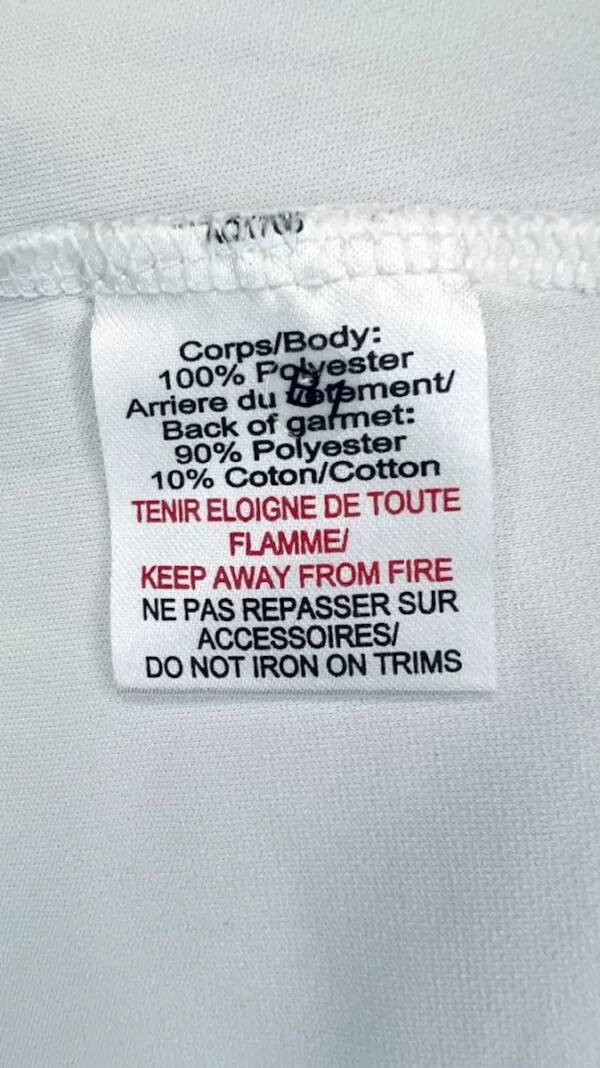 Corps/Body:
100% Polyester
Arriere du vetement/
Back of garmet:
90% Polyester
10% Coton/Cotton
TENIR ELOIGNE DE TOUTE
FLAMME/
KEEP AWAY FROM FIRE
NE PAS REPASSER SUR
ACCESSOIRES/
DO NOT IRON ON TRIMS